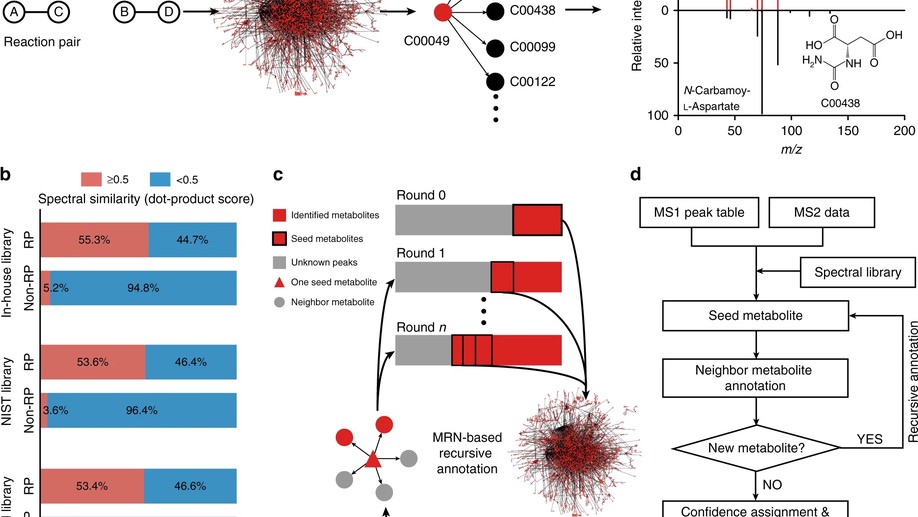 A
C
B
D
Reaction pair
C00049
C00438
C00099
C00122
Relative inte
0
50
100
0
50
100
150
200
m/z
O
HO
OH
O
H2N
NH
O
N-Carbamoy-
L-Aspartate
C00438
b
≥0.5
<0.5
Spectral similarity (dot-product score)
In-house library
RP
55.3%
44.7%
Non-RP
5.2%
94.8%
NIST library
RP
53.6%
46.4%
Non-RP
3.6%
96.4%
l library
RP
53.4%
46.6%
c
Identified metabolites
Seed metabolites
Unknown peaks
One seed metabolite
Neighbor metabolite
Round 0
Round 1
Round n
MRN-based
recursive
annotation
d
MS1 peak table
MS2 data
Spectral library
Seed metabolite
Neighbor metabolite
annotation
New metabolite?
YES
Recursive annotation
NO
Confidence assignment &